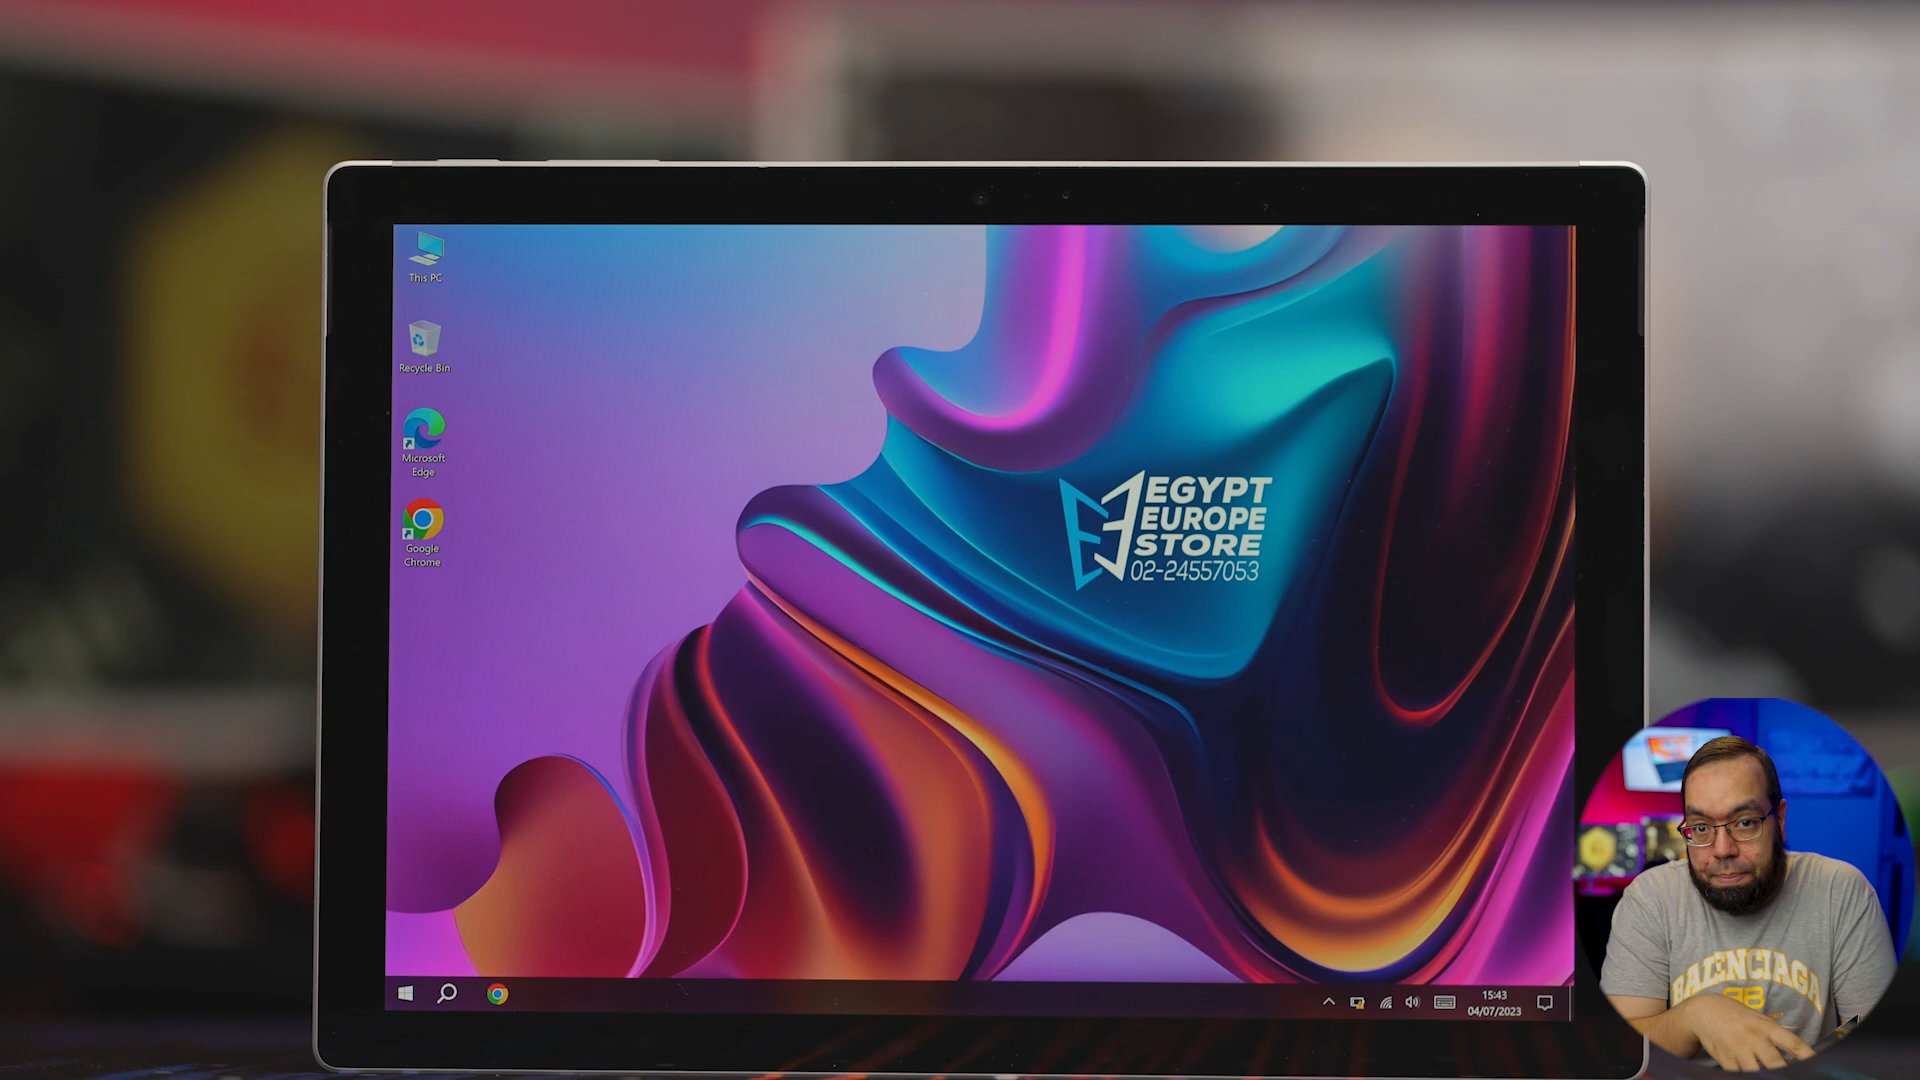 This PC
Recycle Bin
Microsoft
Edge
Google
Chrome
EGYPT
EUROPE
STORE
02-24557053
15:43
04/07/2023
BALENCIAGA
BB